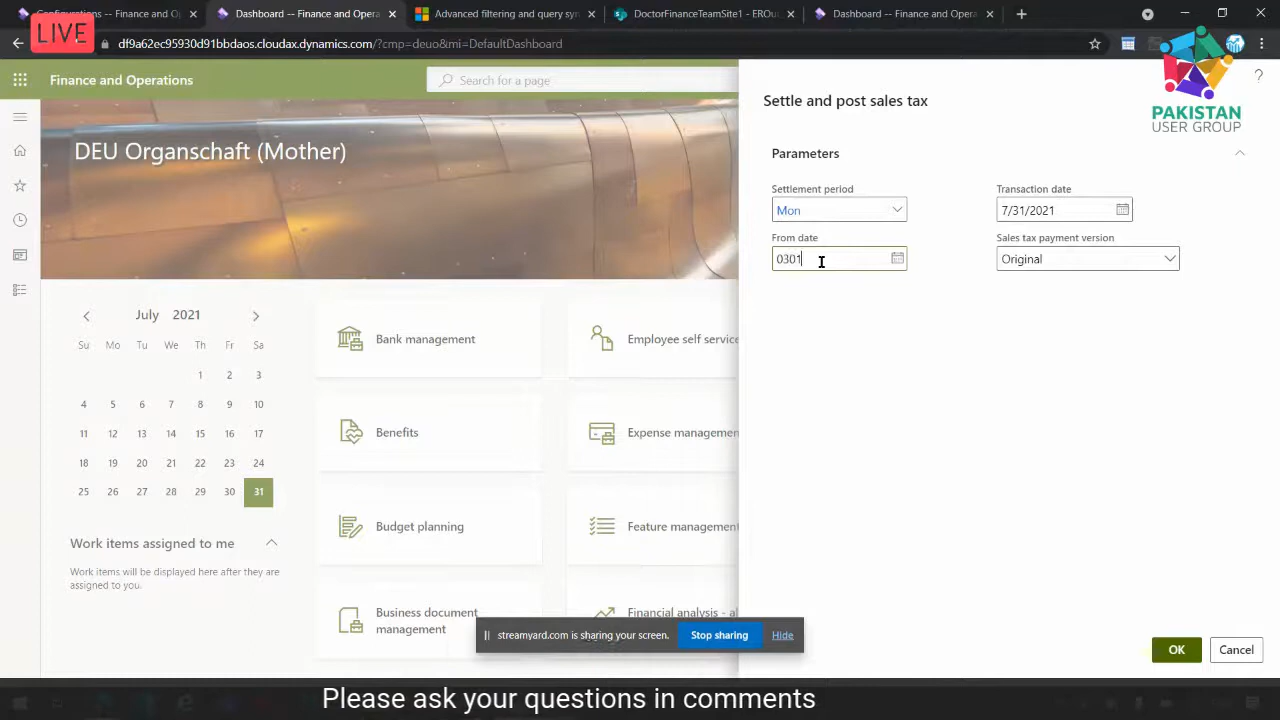 LIVE
Configurations -- Finance and O
Dashboard -- Finance and Opera
Advanced filtering and query syn
DoctorFinanceTeamSite1 - EROu
Dashboard -- Finance and Opera
df9a62ec95930d91bbdaos.cloudax.dynamics.com/?cmp=deuo&mi=DefaultDashboard
Finance and Operations
Search for a page
?
PAKISTAN
USER GROUP
DEU Organschaft (Mother)
July 2021
Su Mo Tu We Th Fr Sa
1 2 3
4 5 6 7 8 9 10
11 12 13 14 15 16 17
18 19 20 21 22 23 24
25 26 27 28 29 30 31
Work items assigned to me
Work items will be displayed here after they are
assigned to you.
Bank management
Employee self service
Benefits
Expense managemen
Budget planning
Feature management
Business document
management
Financial analysis - al
Settle and post sales tax
Parameters
Settlement period
Mon
Transaction date
7/31/2021
From date
0301
Sales tax payment version
Original
streamyard.com is sharing your screen.
Stop sharing
Hide
OK
Cancel
Please ask your questions in comments